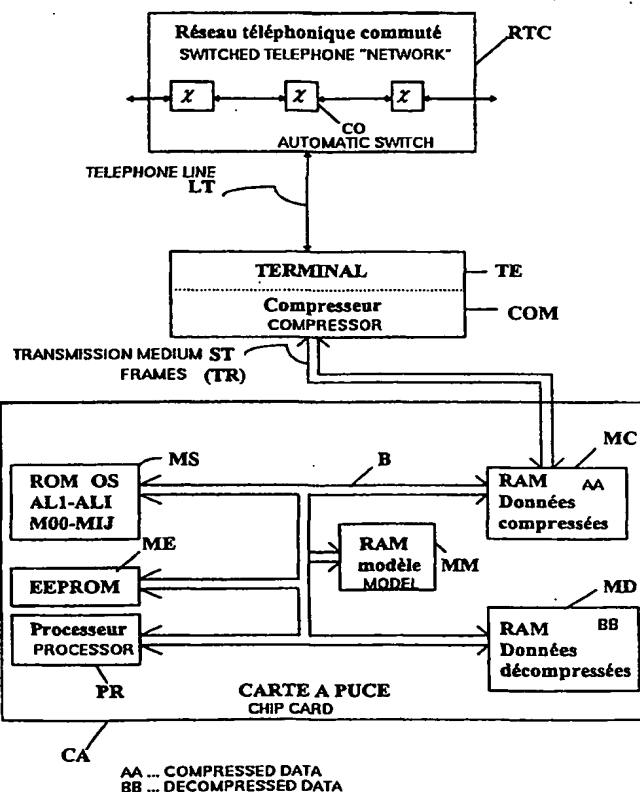 Réseau téléphonique commuté
SWITCHED TELEPHONE "NETWORK"
RTC
χ χ χ
CO
AUTOMATIC SWITCH
TELEPHONE LINE
LT
TERMINAL
TE
Compresseur
COMPRESSOR
COM
TRANSMISSION MEDIUM ST
FRAMES (TR)
MS
B
MC
ROM OS
AL1-ALI
M00-MIJ
RAM AA
Données
compressées
ME
RAM
modèle
MODEL
MM
EEPROM
MD
Processeur
PROCESSOR
RAM BB
Données
décompressées
PR
CARTE A PUCE
CHIP CARD
CA
AA ... COMPRESSED DATA
BB ... DECOMPRESSED DATA